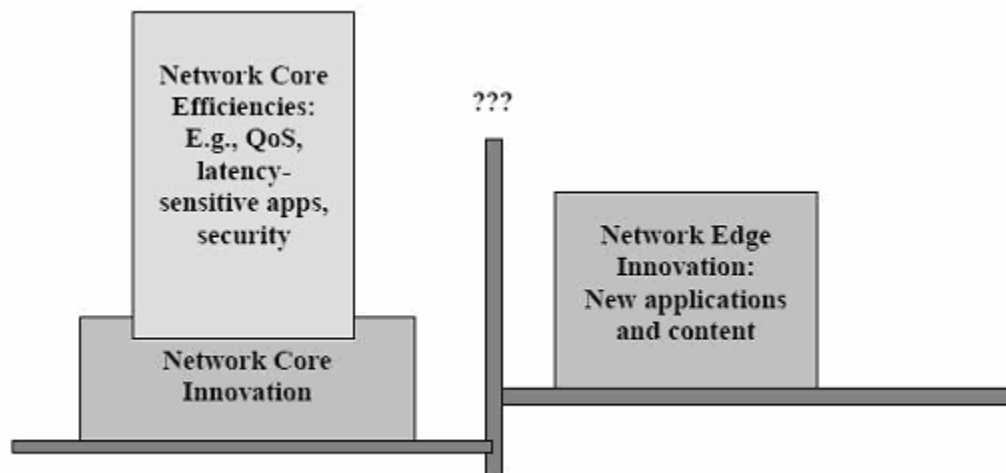 Network Core
Efficiencies:
E.g., QoS,
latency-
sensitive apps,
security
Network Core
Innovation
???
Network Edge
Innovation:
New applications
and content